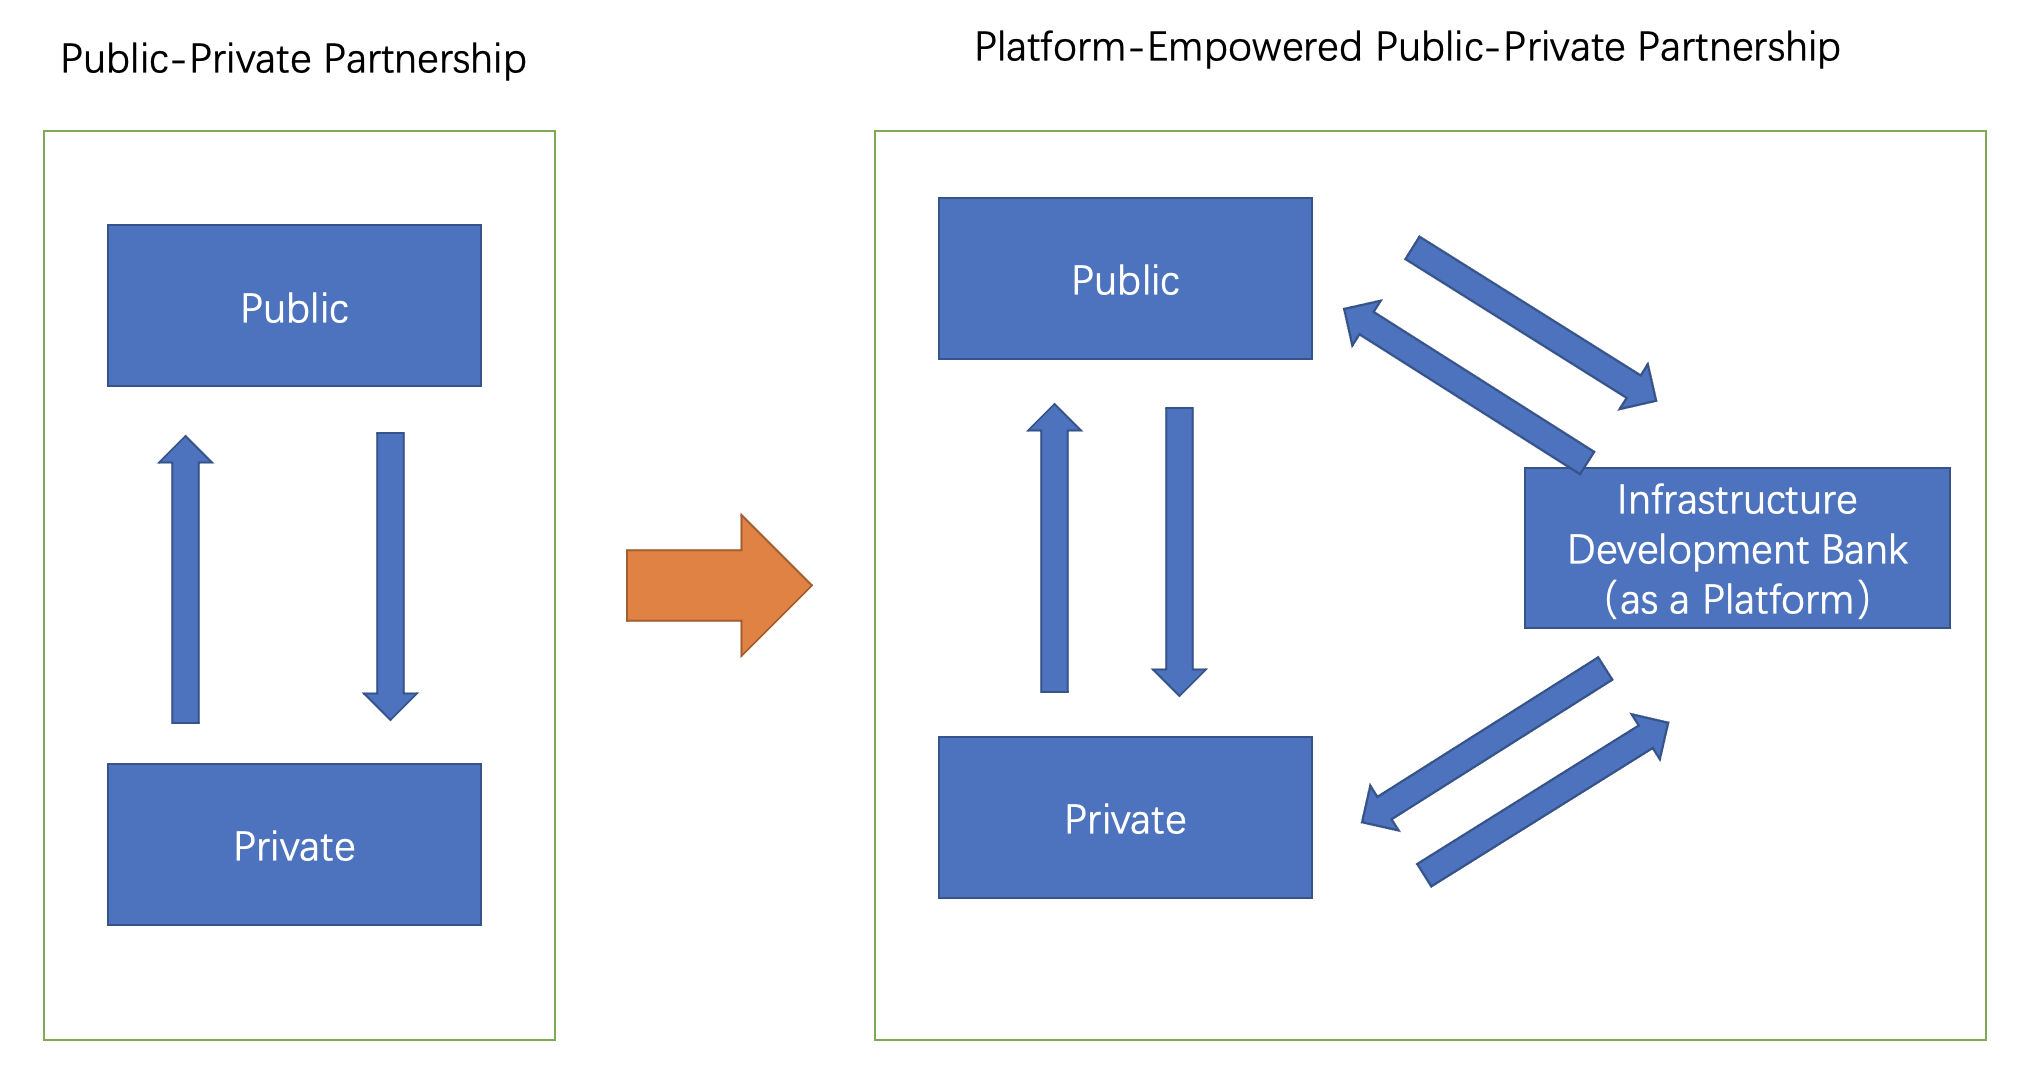 Public-Private Partnership
Platform-Empowered Public-Private Partnership
Public
Private
Public
Infrastructure
Development Bank
(as a Platform)
Private